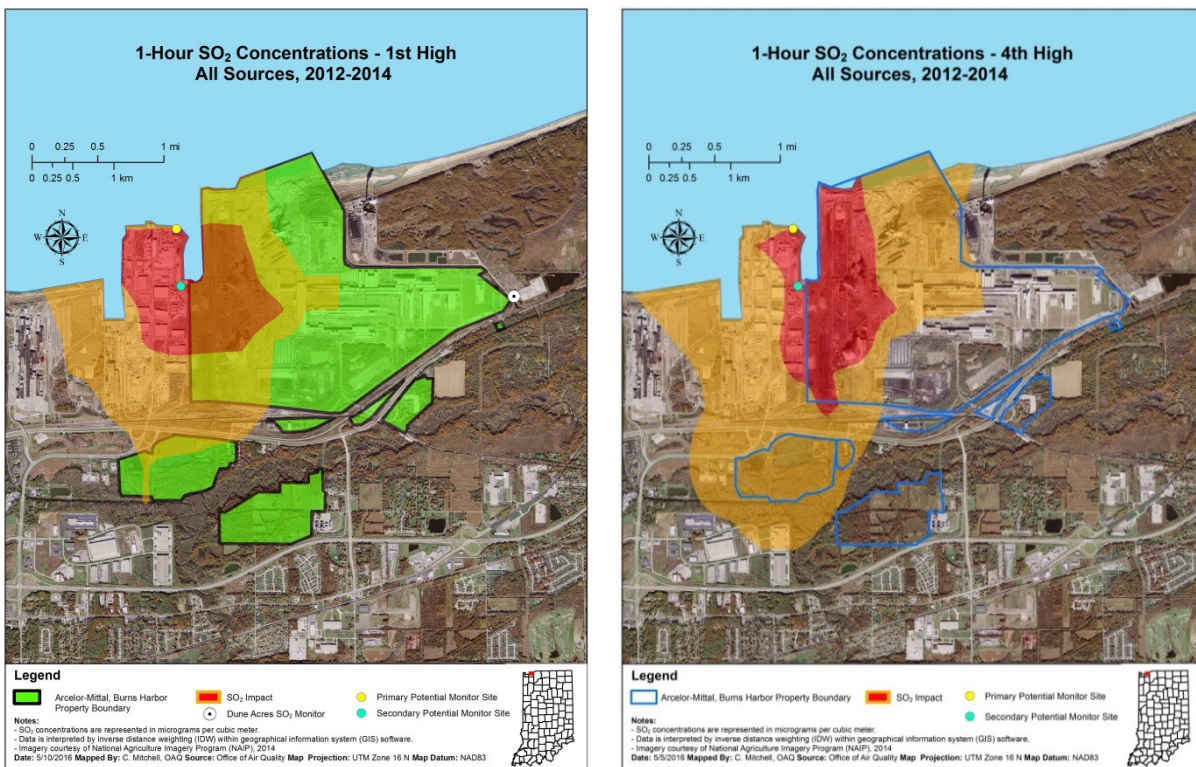 1-Hour SO₂ Concentrations - 1st High
All Sources, 2012-2014
0 0.25 0.5 1 mi
0 0.25 0.5 1 km
N
W E
S
Legend
Arcelor-Mittal, Burns Harbor
Property Boundary
SO₂ Impact
Dune Acres SO₂ Monitor
Primary Potential Monitor Site
Secondary Potential Monitor Site
Notes:
- SO₂ concentrations are represented in micrograms per cubic meter.
- Data is interpreted by inverse distance weighting (IDW) within geographical information system (GIS) software.
- Imagery courtesy of National Agriculture Imagery Program (NAIP), 2014
Date: 5/10/2016 Mapped By: C. Mitchell, OAQ Source: Office of Air Quality Map Projection: UTM Zone 16 N Map Datum: NAD83
1-Hour SO₂ Concentrations - 4th High
All Sources, 2012-2014
0 0.25 0.5 1 mi
0 0.25 0.5 1 km
N
W E
S
Legend
Arcelor-Mittal, Burns Harbor Property Boundary
SO₂ Impact
Primary Potential Monitor Site
Secondary Potential Monitor Site
Notes:
- SO₂ concentrations are represented in micrograms per cubic meter.
- Data is interpreted by inverse distance weighting (IDW) within geographical information system (GIS) software.
- Imagery courtesy of National Agriculture Imagery Program (NAIP), 2014
Date: 5/5/2016 Mapped By: C. Mitchell, OAQ Source: Office of Air Quality Map Projection: UTM Zone 16 N Map Datum: NAD83